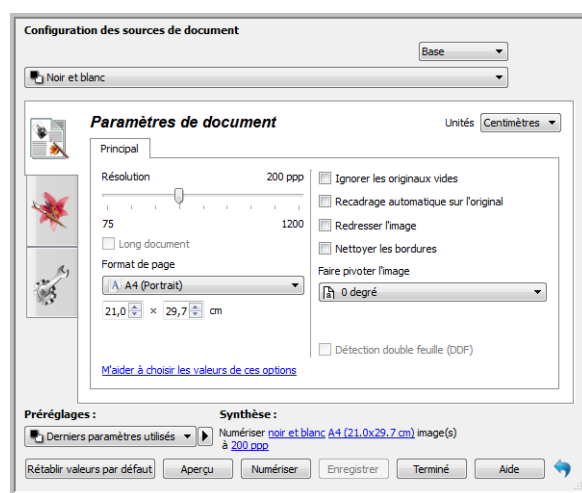 Configuration des sources de document
Base
Noir et blanc
Paramètres de document
Unités Centimètres
Principal
Résolution 200 ppp
75 1200
Long document
Format de page
A4 (Portrait)
21,0 × 29,7 cm
M'aider à choisir les valeurs de ces options
Ignorer les originaux vides
Recadrage automatique sur l'original
Redresser l'image
Nettoyer les bordures
Faire pivoter l'image
0 degré
Détection double feuille (DDF)
Préréglages :
Derniers paramètres utilisés
Synthèse :
Numériser noir et blanc A4 (21.0x29.7 cm) image(s)
à 200 ppp
Rétablir valeurs par défaut Aperçu Numériser Enregistrer Terminé Aide